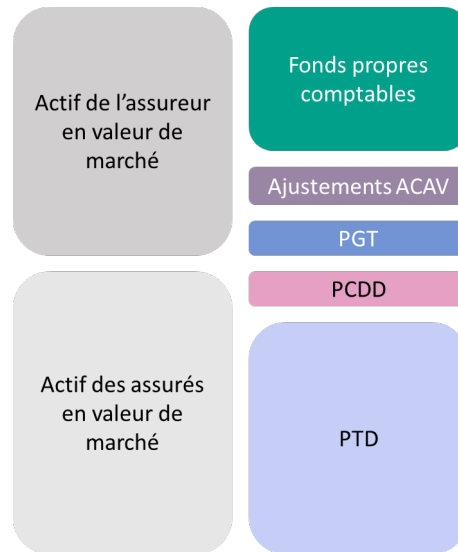 Actif de l’assureur
en valeur de
marché
Actif des assurés
en valeur de
marché
Fonds propres
comptables
Ajustements ACAV
PGT
PCDD
PTD